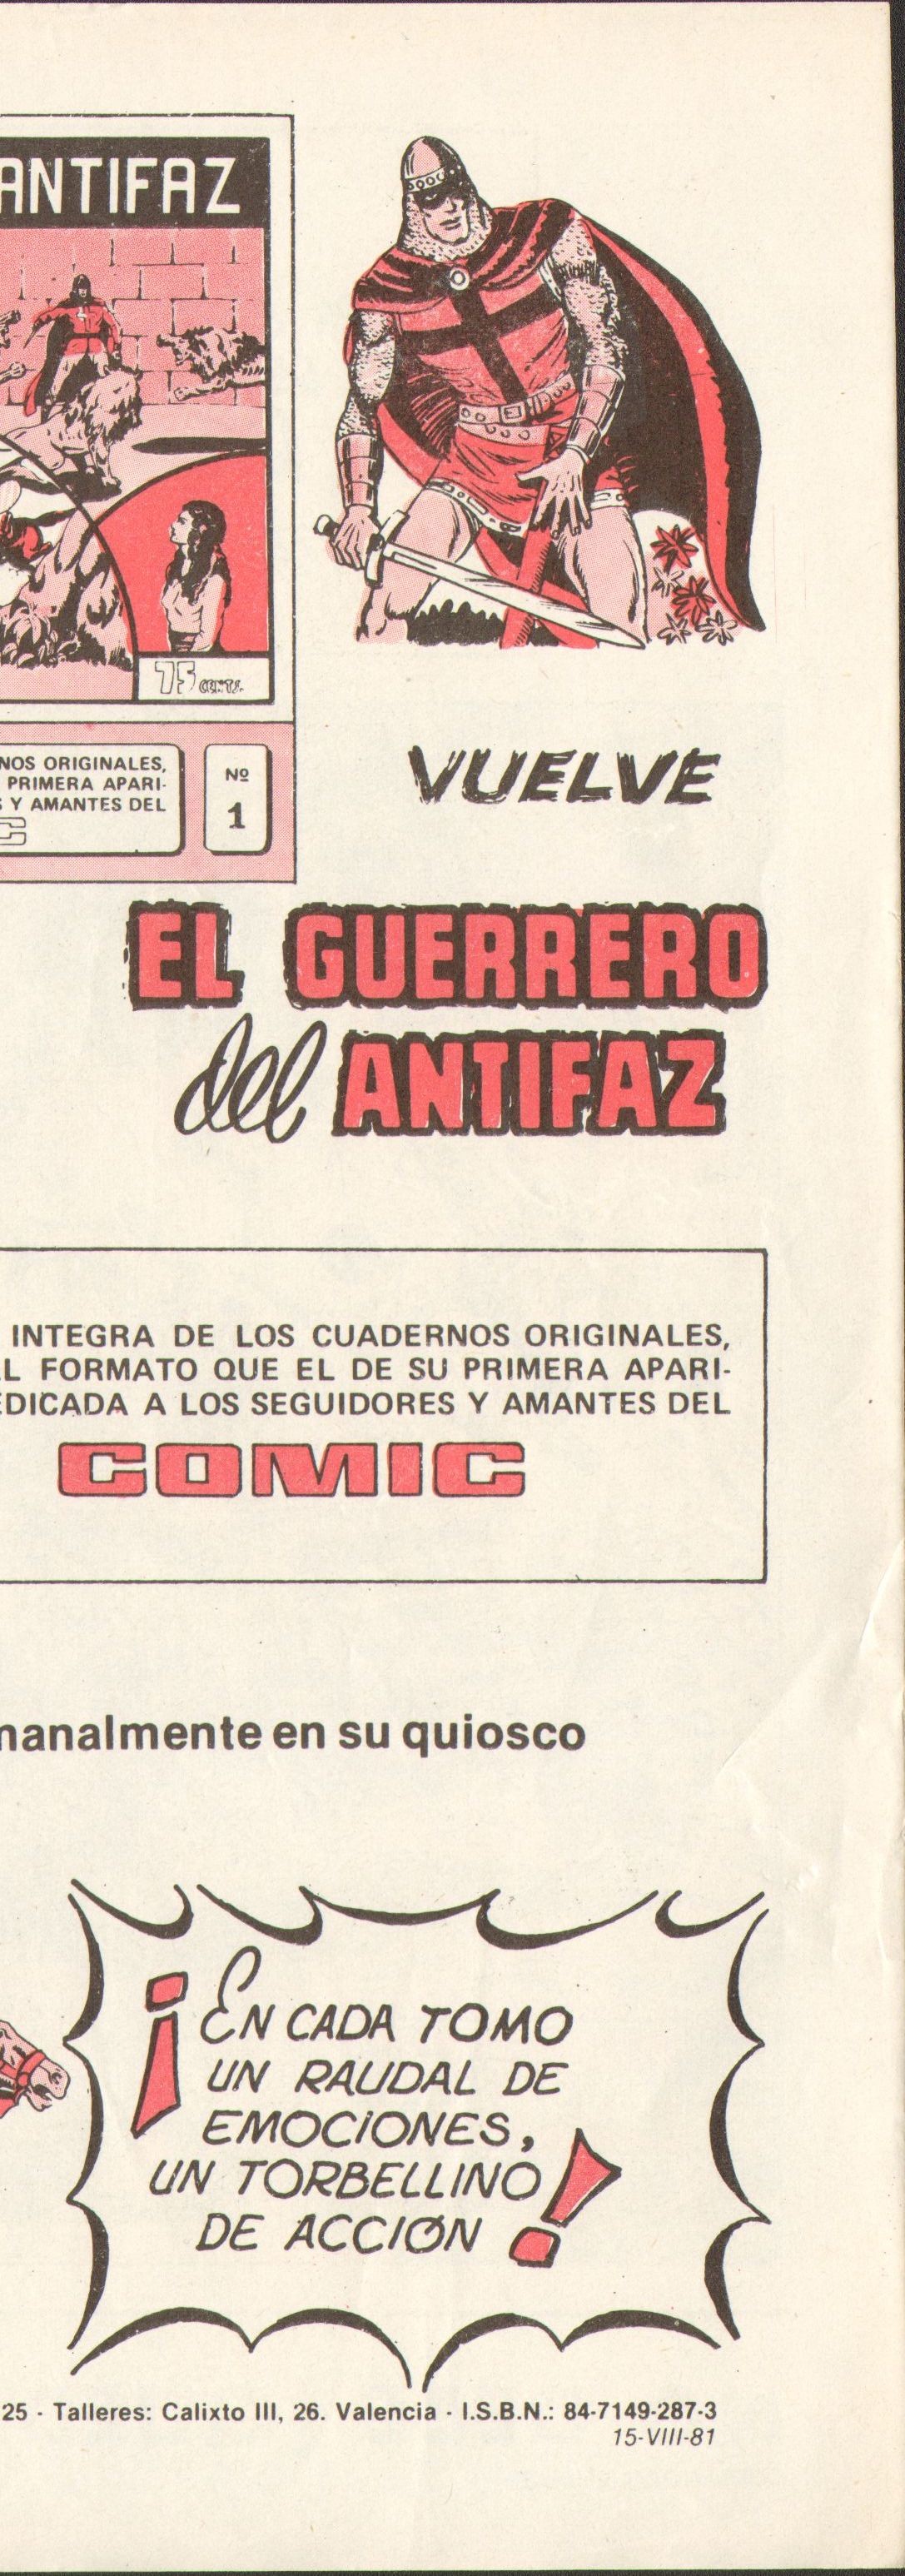 ANTIFAZ
75 CENTS.
NOS ORIGINALES,
PRIMERA APARI-
S Y AMANTES DEL
C
Nº
1
VUELVE
EL GUERRERO
del ANTIFAZ
INTEGRA DE LOS CUADERNOS ORIGINALES,
L FORMATO QUE EL DE SU PRIMERA APARI-
EDICADA A LOS SEGUIDORES Y AMANTES DEL
COMIC
manalmente en su quiosco
¡EN CADA TOMO
UN RAUDAL DE
EMOCIONES,
UN TORBELLINO
DE ACCIÓN!
25 - Talleres: Calixto III, 26. Valencia - I.S.B.N.: 84-7149-287-3
15-VIII-81